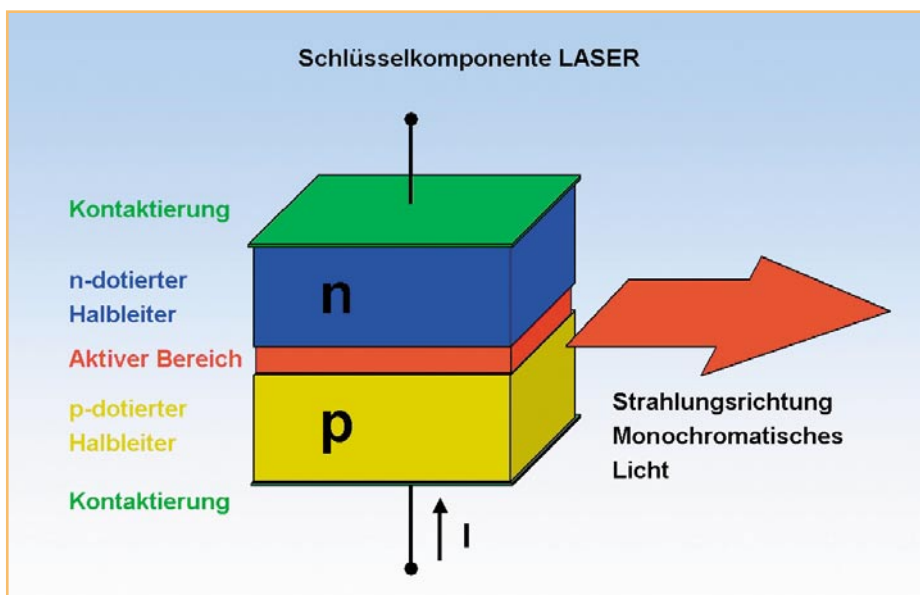 Schlüsselkomponente LASER
Kontaktierung
n-dotierter
Halbleiter
n
Aktiver Bereich
p-dotierter
Halbleiter
p
Kontaktierung
I
Strahlungsrichtung
Monochromatisches
Licht